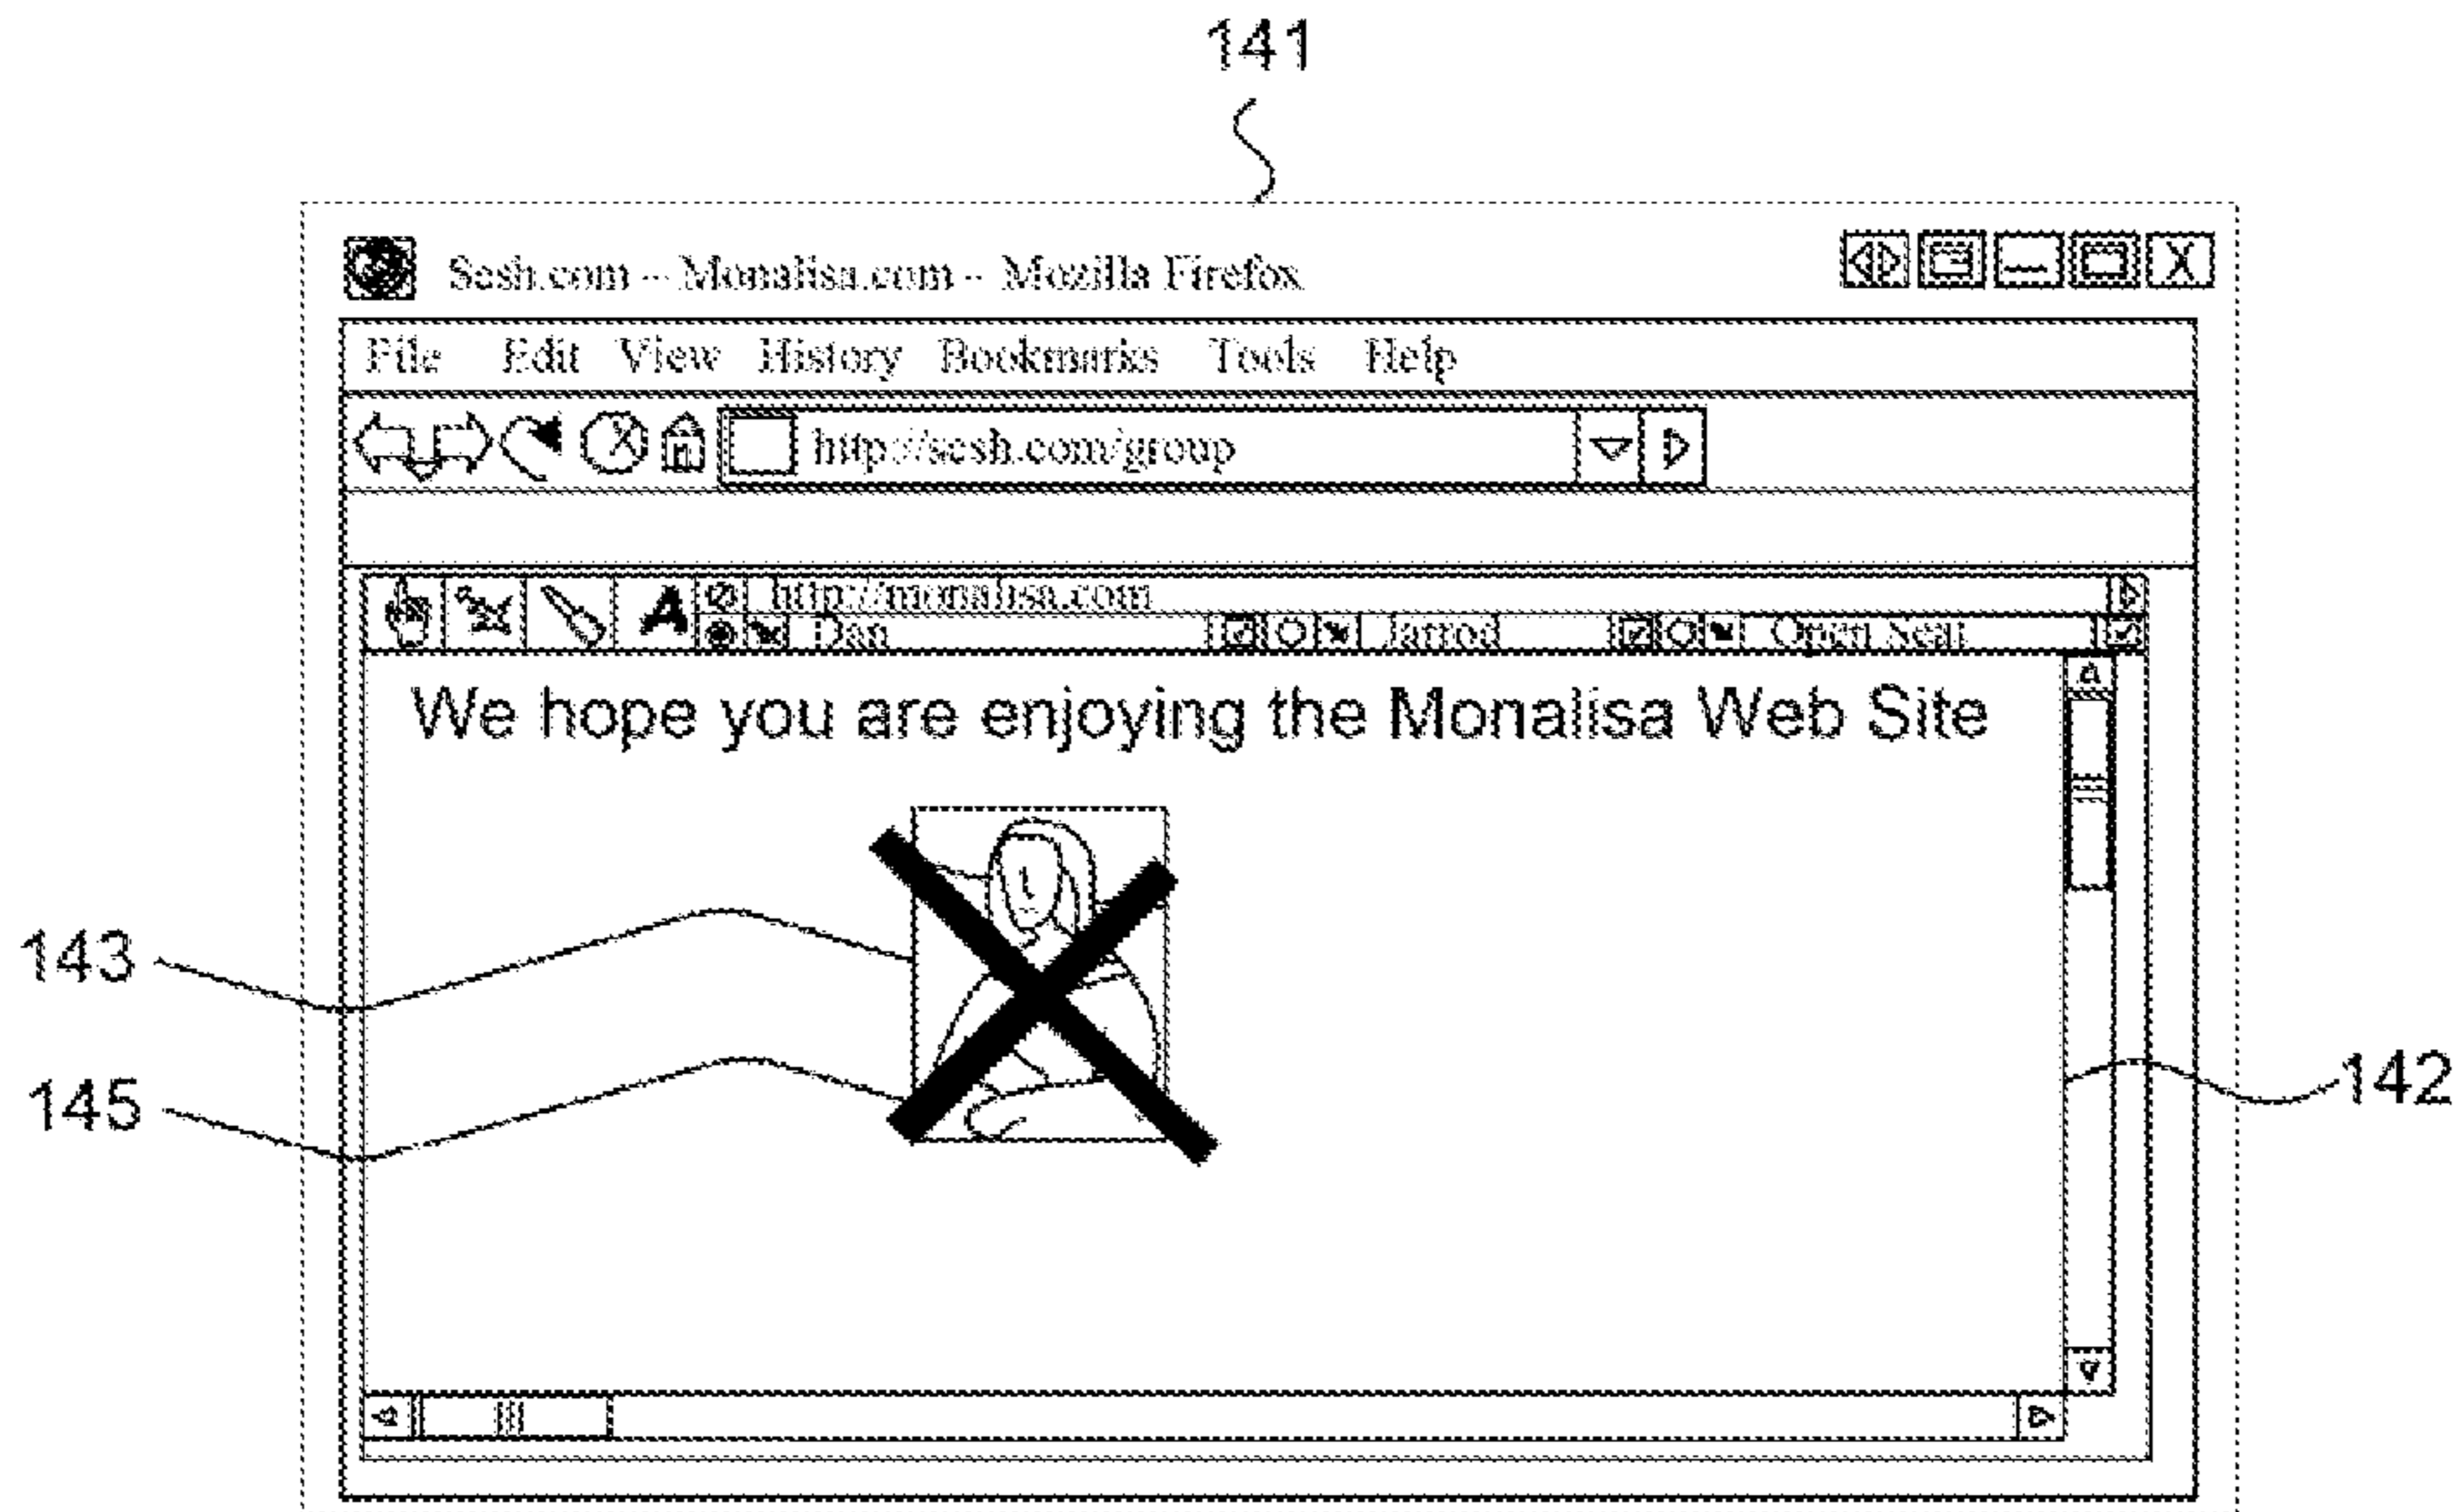 141
Sesh.com – Monalisa.com – Mozilla Firefox
File Edit View History Bookmarks Tools Help
http://sesh.com/group
A http://monalisa.com
Dan Jarrod Open Seat
We hope you are enjoying the Monalisa Web Site
143
145
142